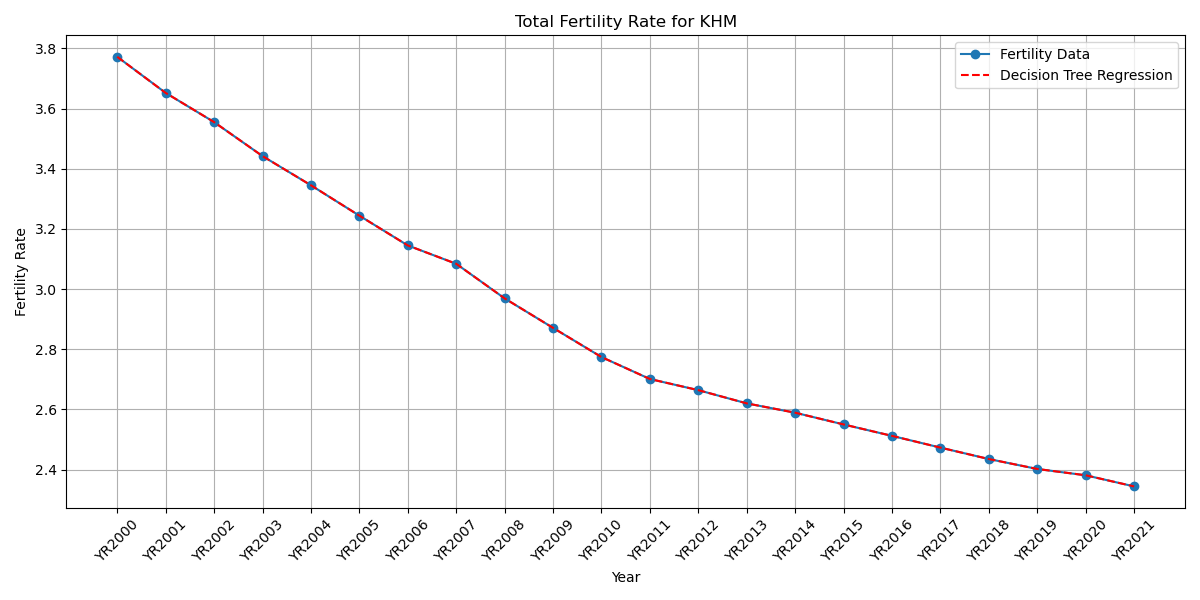 Total Fertility Rate for KHM
Fertility Data
Decision Tree Regression
Fertility Rate
3.8
3.6
3.4
3.2
3.0
2.8
2.6
2.4
YR2000
YR2001
YR2002
YR2003
YR2004
YR2005
YR2006
YR2007
YR2008
YR2009
YR2010
YR2011
YR2012
YR2013
YR2014
YR2015
YR2016
YR2017
YR2018
YR2019
YR2020
YR2021
Year